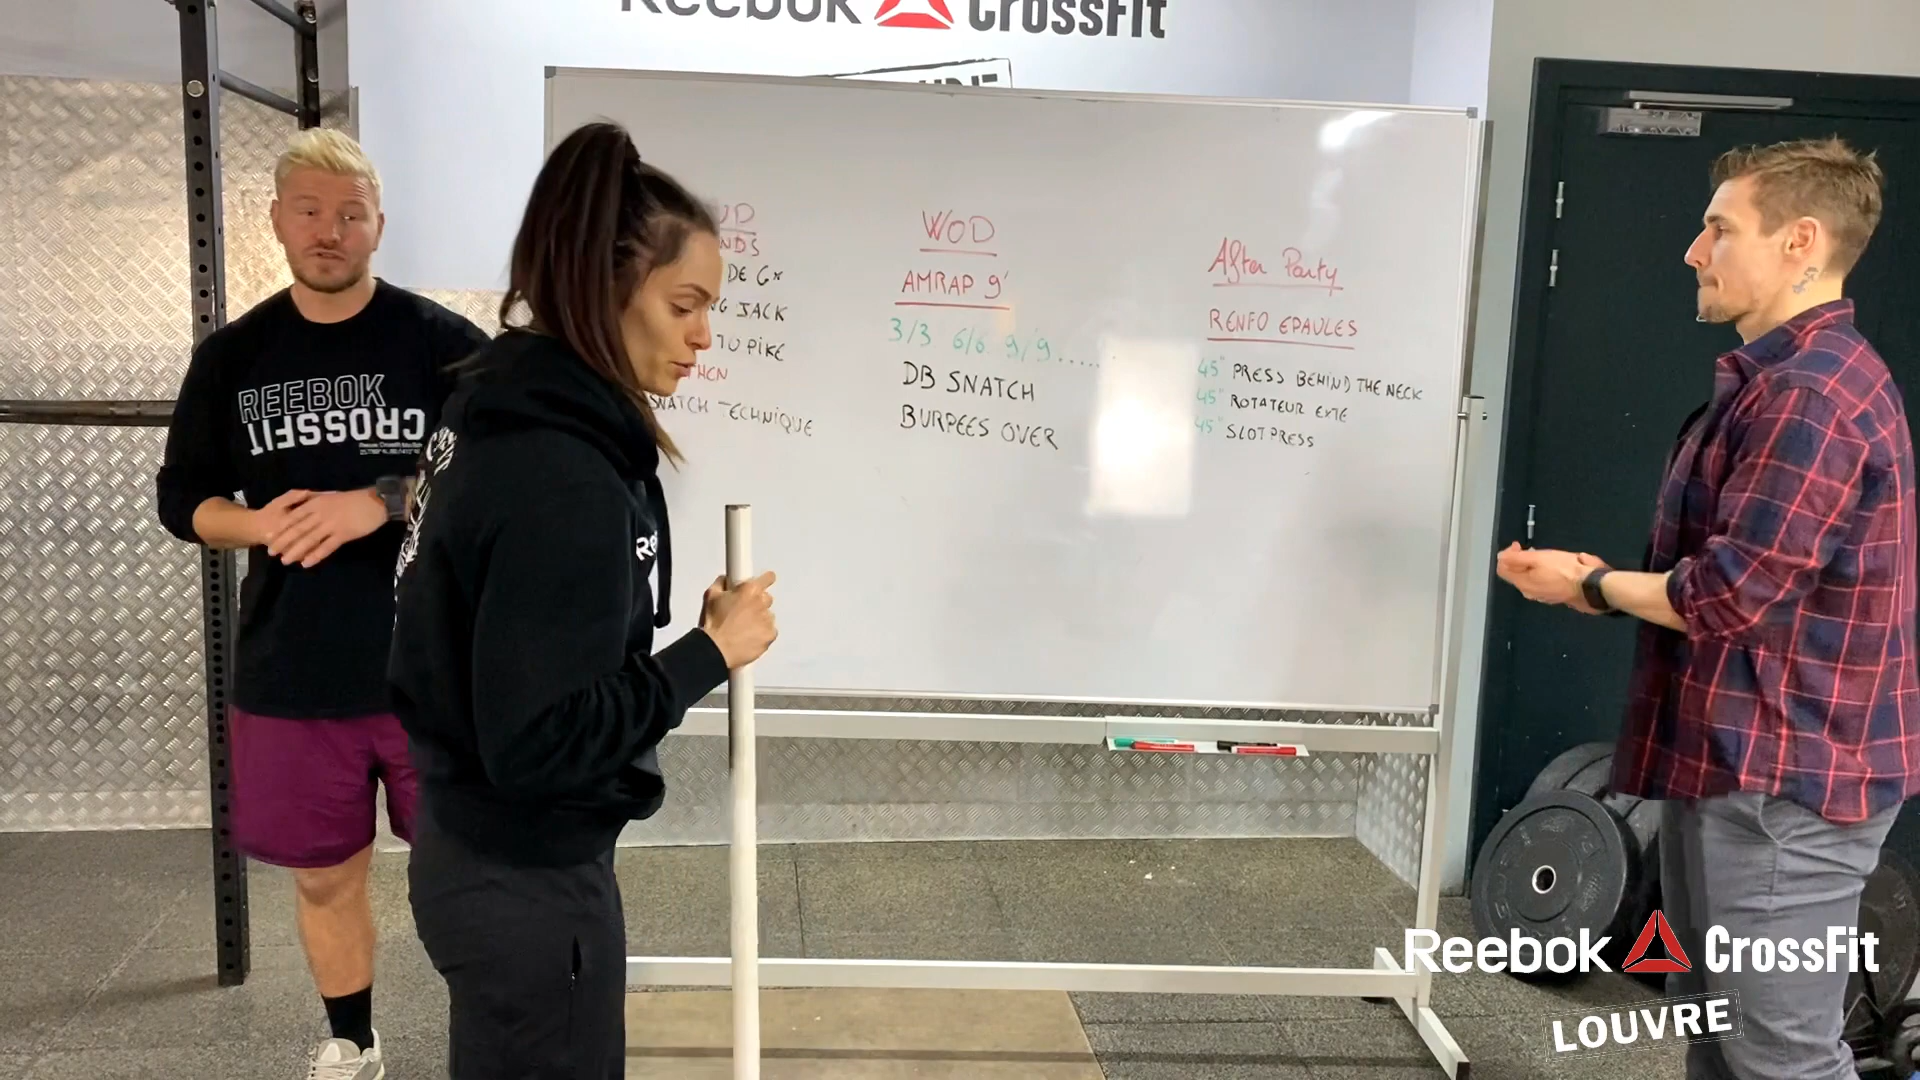 Reebok CrossFit
REEBOK
CROSSFIT
WOD
AMRAP 9'
3/3 6/6 9/9.....
DB SNATCH
BURPEES OVER
JACK
TO PIKE
THEN
SNATCH TECHNIQUE
After Party
RENFO EPAULES
45" PRESS BEHIND THE NECK
45" ROTATEUR EXTE
45" SLOT PRESS
Reebok CrossFit
LOUVRE